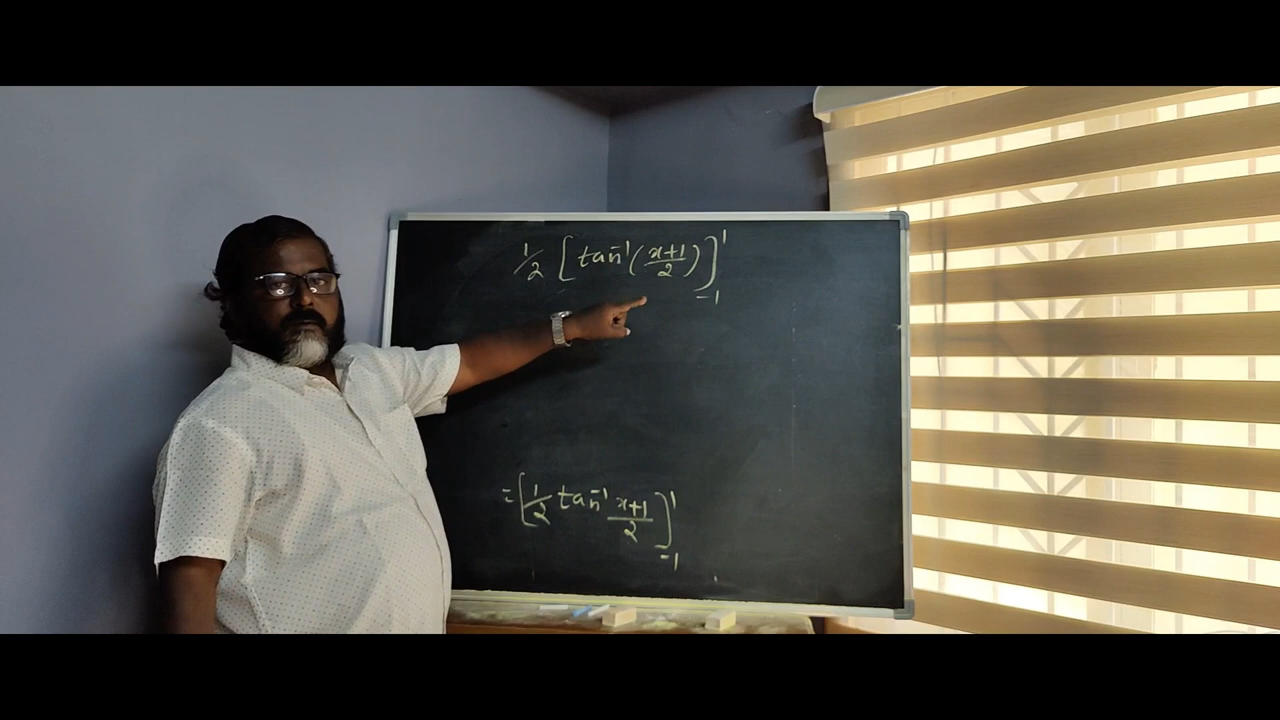 1/2 [tan⁻¹(x+1/2)]¹₋₁
= [1/2 tan⁻¹ x+1/2]¹₋₁